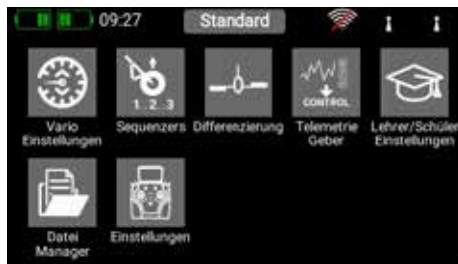 09:27 Standard
1..2..3 CONTROL
Vario Sequenzers Differenzierung Telemetrie Lehrer/Schüler
Einstellungen Geber Einstellungen
Datei Einstellungen
Manager